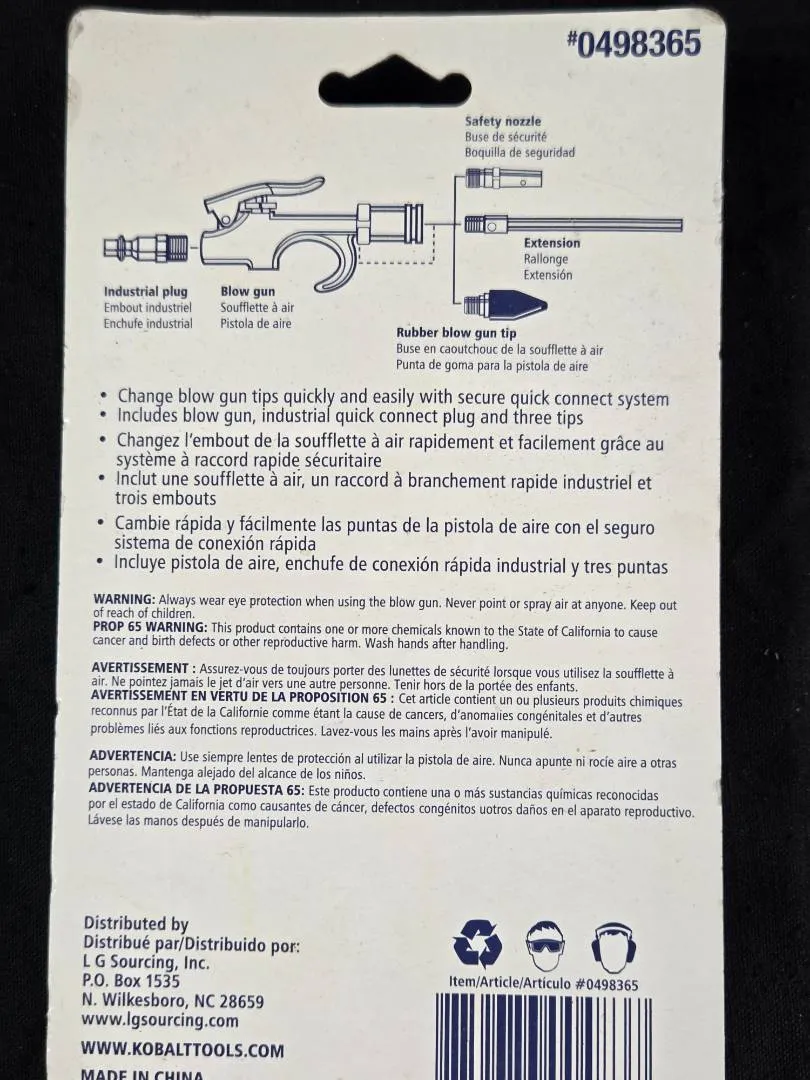 #0498365
Safety nozzle
Buse de sécurité
Boquilla de seguridad
Extension
Rallonge
Extensión
Industrial plug
Embout industriel
Enchufe industrial
Blow gun
Soufflette à air
Pistola de aire
Rubber blow gun tip
Buse en caoutchouc de la soufflette à air
Punta de goma para la pistola de aire
• Change blow gun tips quickly and easily with secure quick connect system
• Includes blow gun, industrial quick connect plug and three tips
• Changez l'embout de la soufflette à air rapidement et facilement grâce au
système à raccord rapide sécuritaire
• Inclut une soufflette à air, un raccord à branchement rapide industriel et
trois embouts
• Cambie rápida y fácilmente las puntas de la pistola de aire con el seguro
sistema de conexión rápida
• Incluye pistola de aire, enchufe de conexión rápida industrial y tres puntas
WARNING: Always wear eye protection when using the blow gun. Never point or spray air at anyone. Keep out
of reach of children.
PROP 65 WARNING: This product contains one or more chemicals known to the State of California to cause
cancer and birth defects or other reproductive harm. Wash hands after handling.
AVERTISSEMENT : Assurez-vous de toujours porter des lunettes de sécurité lorsque vous utilisez la soufflette à
air. Ne pointez jamais le jet d'air vers une autre personne. Tenir hors de la portée des enfants.
AVERTISSEMENT EN VERTU DE LA PROPOSITION 65 : Cet article contient un ou plusieurs produits chimiques
reconnus par l'État de la Californie comme étant la cause de cancers, d'anomalies congénitales et d'autres
problèmes liés aux fonctions reproductrices. Lavez-vous les mains après l'avoir manipulé.
ADVERTENCIA: Use siempre lentes de protección al utilizar la pistola de aire. Nunca apunte ni rocíe aire a otras
personas. Mantenga alejado del alcance de los niños.
ADVERTENCIA DE LA PROPUESTA 65: Este producto contiene una o más sustancias químicas reconocidas
por el estado de California como causantes de cáncer, defectos congénitos uotros daños en el aparato reproductivo.
Lávese las manos después de manipularlo.
Distributed by
Distribué par/Distribuido por:
L G Sourcing, Inc.
P.O. Box 1535
N. Wilkesboro, NC 28659
www.lgsourcing.com
WWW.KOBALTTOOLS.COM
MADE IN CHINA
Item/Article/Artículo #0498365